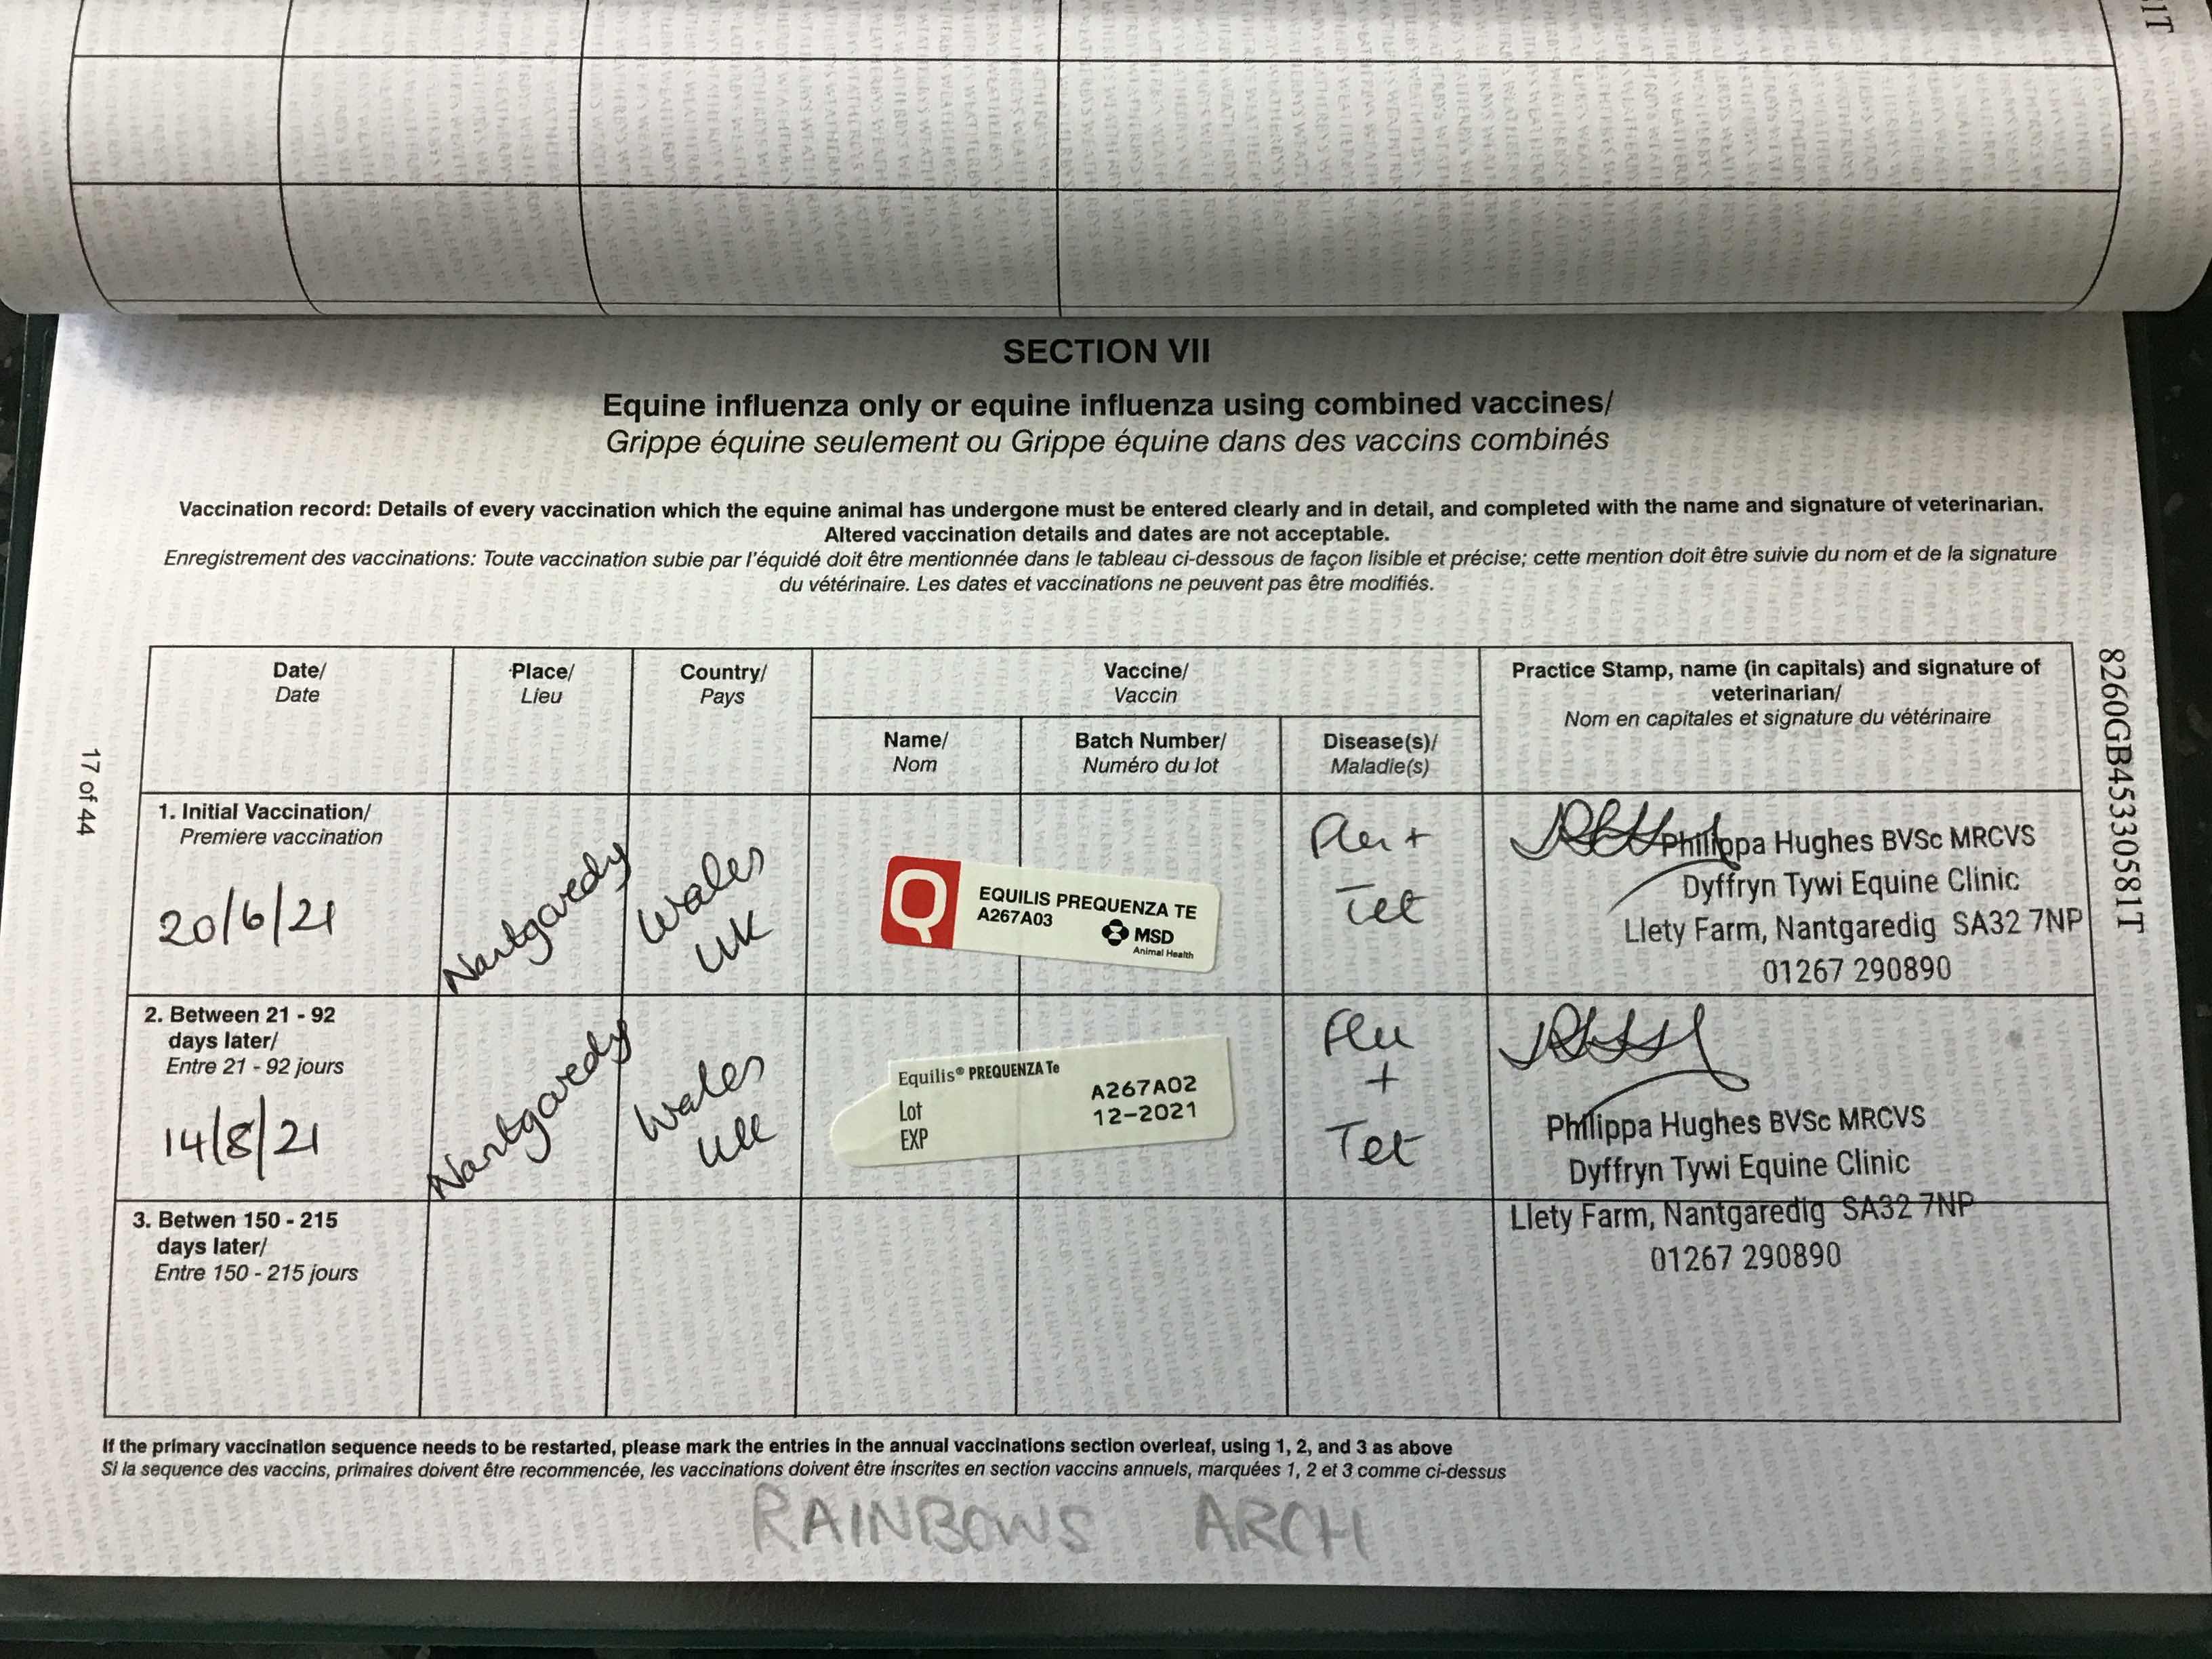 1T
SECTION VII
Equine influenza only or equine influenza using combined vaccines/
Grippe équine seulement ou Grippe équine dans des vaccins combinés
Vaccination record: Details of every vaccination which the equine animal has undergone must be entered clearly and in detail, and completed with the name and signature of veterinarian.
Altered vaccination details and dates are not acceptable.
Enregistrement des vaccinations: Toute vaccination subie par l'équidé doit être mentionnée dans le tableau ci-dessous de façon lisible et précise; cette mention doit être suivie du nom et de la signature
du vétérinaire. Les dates et vaccinations ne peuvent pas être modifiés.
Date/
Date
Place/
Lieu
Country/
Pays
Vaccine/
Vaccin
Practice Stamp, name (in capitals) and signature of
veterinarian/
Nom en capitales et signature du vétérinaire
Name/
Nom
Batch Number/
Numéro du lot
Disease(s)/
Maladie(s)
1. Initial Vaccination/
Premiere vaccination
20/6/21
Nantgaredy
Wales
UK
Q
EQUILIS PREQUENZA TE
A267A03
MSD
Animal Health
Flu +
Tet
Philippa Hughes BVSc MRCVS
Dyffryn Tywi Equine Clinic
Llety Farm, Nantgaredig SA32 7NP
01267 290890
2. Between 21 - 92
days later/
Entre 21 - 92 jours
14/8/21
Nantgaredy
Wales
UK
Equilis® PREQUENZA Te
Lot A267A02
EXP 12-2021
Flu
+
Tet
Philippa Hughes BVSc MRCVS
Dyffryn Tywi Equine Clinic
Llety Farm, Nantgaredig SA32 7NP
01267 290890
3. Betwen 150 - 215
days later/
Entre 150 - 215 jours
If the primary vaccination sequence needs to be restarted, please mark the entries in the annual vaccinations section overleaf, using 1, 2, and 3 as above
Si la sequence des vaccins, primaires doivent être recommencée, les vaccinations doivent être inscrites en section vaccins annuels, marquées 1, 2 et 3 comme ci-dessus
RAINBOWS ARCH
17 of 44
8260GB45330581T